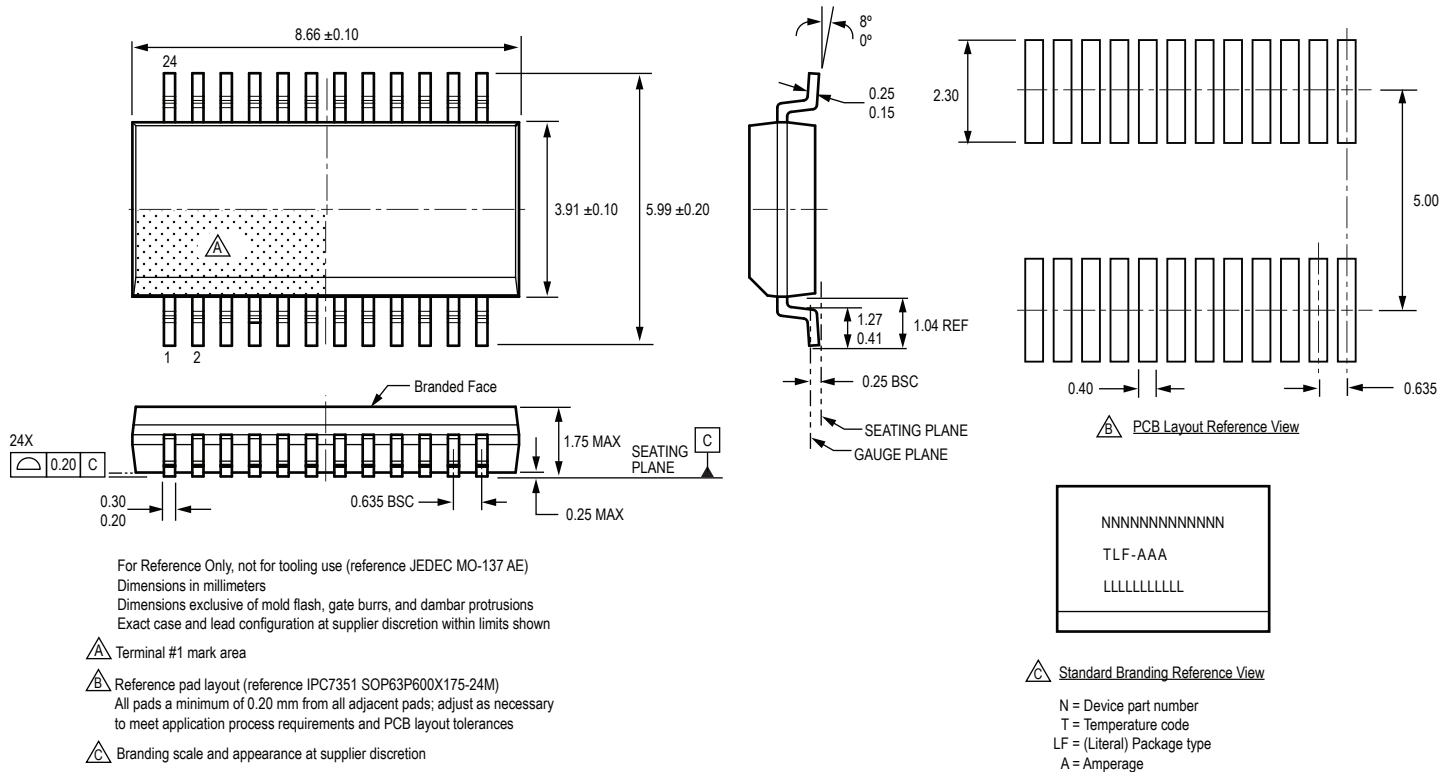 8.66 ±0.10
24
3.91 ±0.10
5.99 ±0.20
A
1 2
8º
0º
0.25
0.15
1.27
0.41
1.04 REF
0.25 BSC
SEATING PLANE
GAUGE PLANE
2.30
5.00
0.40
0.635
B PCB Layout Reference View
Branded Face
24X
0.20 C
1.75 MAX
SEATING
PLANE
C
0.30
0.20
0.635 BSC
0.25 MAX
For Reference Only, not for tooling use (reference JEDEC MO-137 AE)
Dimensions in millimeters
Dimensions exclusive of mold flash, gate burrs, and dambar protrusions
Exact case and lead configuration at supplier discretion within limits shown
A Terminal #1 mark area
B Reference pad layout (reference IPC7351 SOP63P600X175-24M)
All pads a minimum of 0.20 mm from all adjacent pads; adjust as necessary
to meet application process requirements and PCB layout tolerances
C Branding scale and appearance at supplier discretion
NNNNNNNNNNNNN
TLF-AAA
LLLLLLLLLLL
C Standard Branding Reference View
N = Device part number
T = Temperature code
LF = (Literal) Package type
A = Amperage